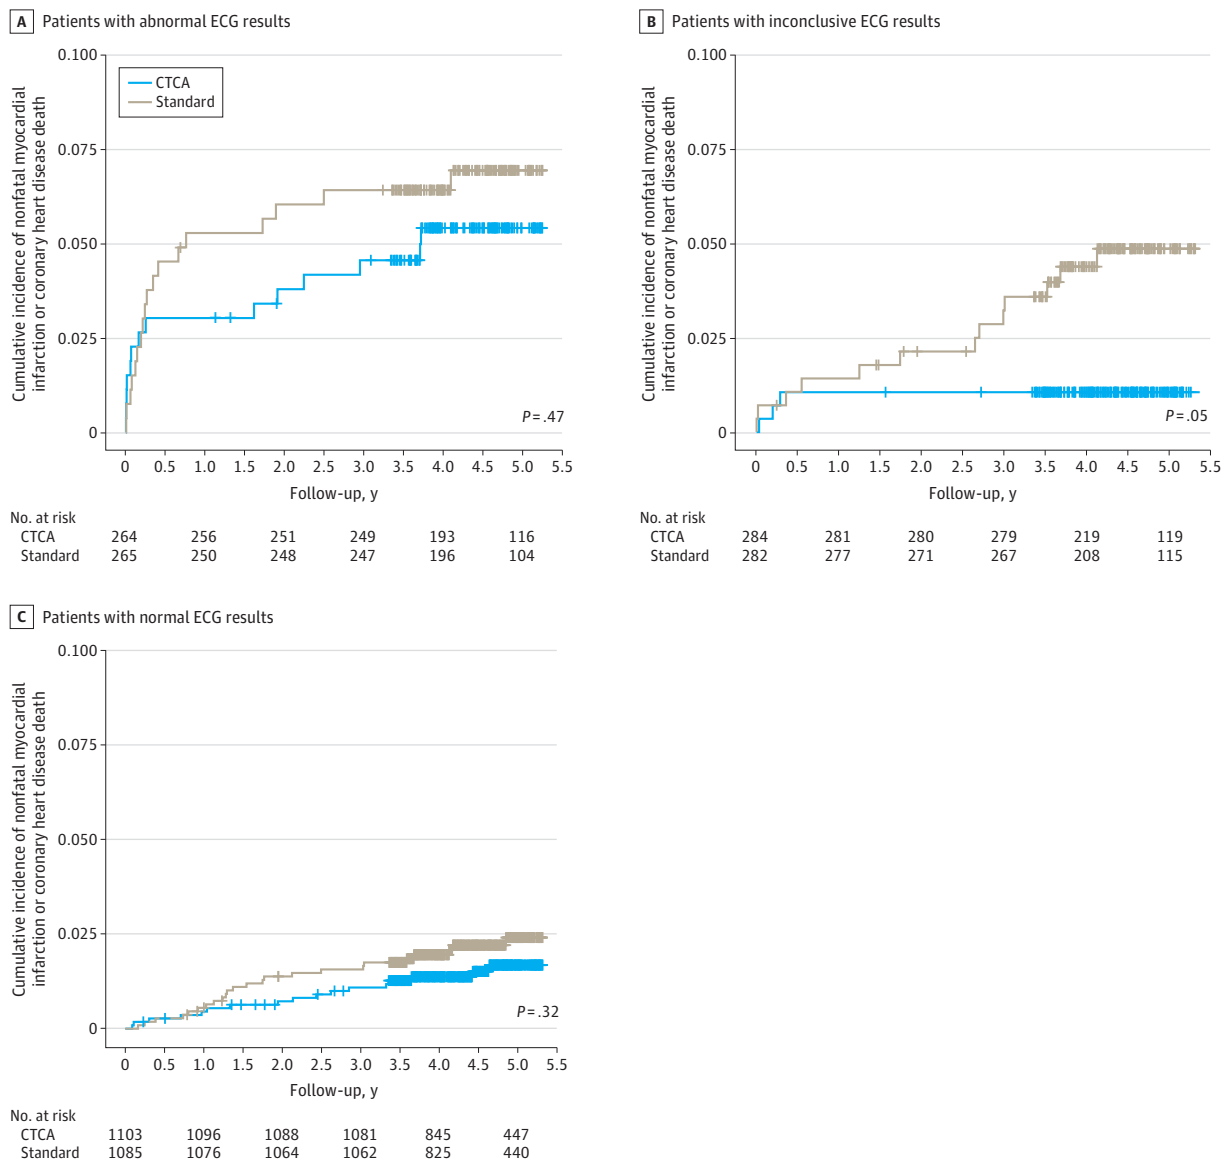 A Patients with abnormal ECG results
Cumulative incidence of nonfatal myocardial
infarction or coronary heart disease death
0.100
0.075
0.050
0.025
0
CTCA
Standard
P = .47
0 0.5 1.0 1.5 2.0 2.5 3.0 3.5 4.0 4.5 5.0 5.5
Follow-up, y
No. at risk
CTCA 264 256 251 249 193 116
Standard 265 250 248 247 196 104
B Patients with inconclusive ECG results
Cumulative incidence of nonfatal myocardial
infarction or coronary heart disease death
0.100
0.075
0.050
0.025
0
P = .05
0 0.5 1.0 1.5 2.0 2.5 3.0 3.5 4.0 4.5 5.0 5.5
Follow-up, y
No. at risk
CTCA 284 281 280 279 219 119
Standard 282 277 271 267 208 115
C Patients with normal ECG results
Cumulative incidence of nonfatal myocardial
infarction or coronary heart disease death
0.100
0.075
0.050
0.025
0
P = .32
0 0.5 1.0 1.5 2.0 2.5 3.0 3.5 4.0 4.5 5.0 5.5
Follow-up, y
No. at risk
CTCA 1103 1096 1088 1081 845 447
Standard 1085 1076 1064 1062 825 440